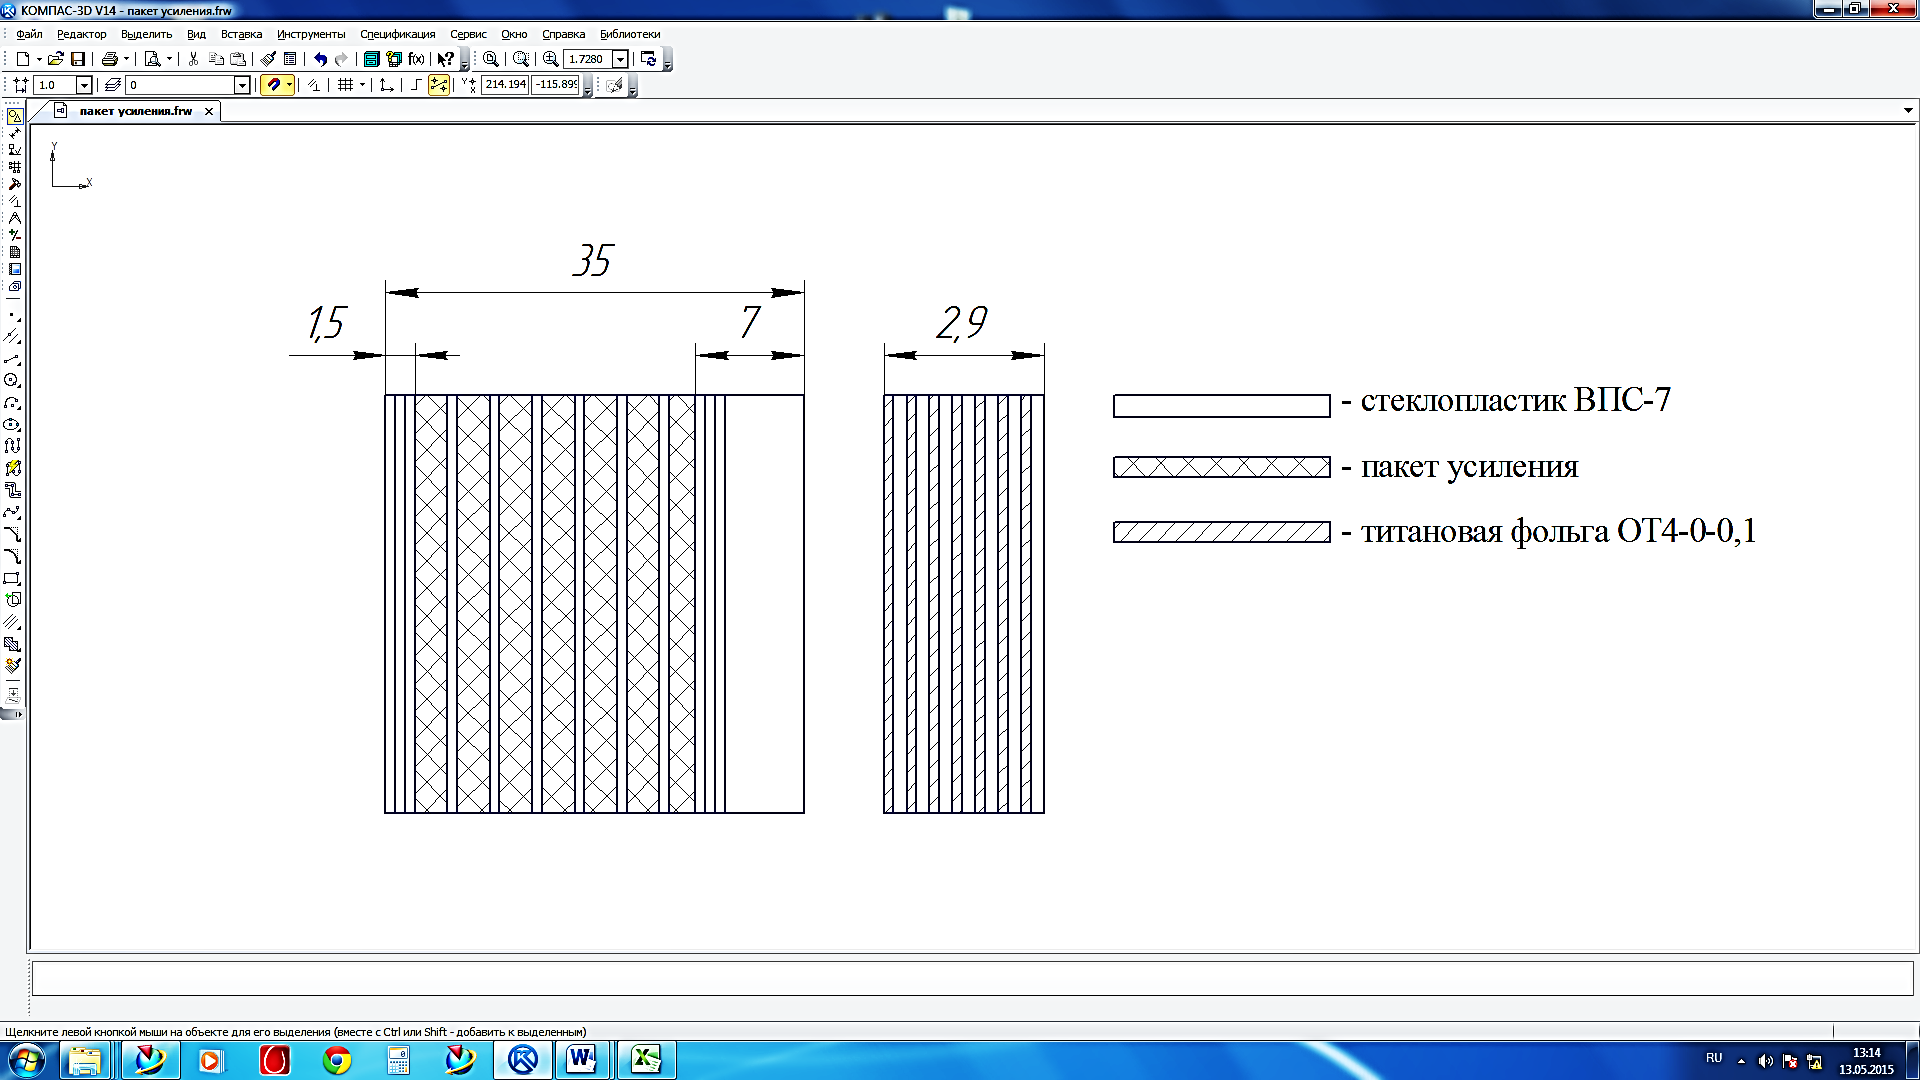 КОМПАС-3D V14 - пакет усиления.frw
Файл Редактор Выделить Вид Вставка Инструменты Спецификация Сервис Окно Справка Библиотеки
1.7280
1.0 0 214.194 -115.895
пакет усиления.frw
Y
X
35
1,5 7 2,9
- стеклопластик ВПС-7
- пакет усиления
- титановая фольга ОТ4-0-0,1
Щелкните левой кнопкой мыши на объекте для его выделения (вместе с Ctrl или Shift - добавить к выделенным)
RU 13:14
13.05.2015